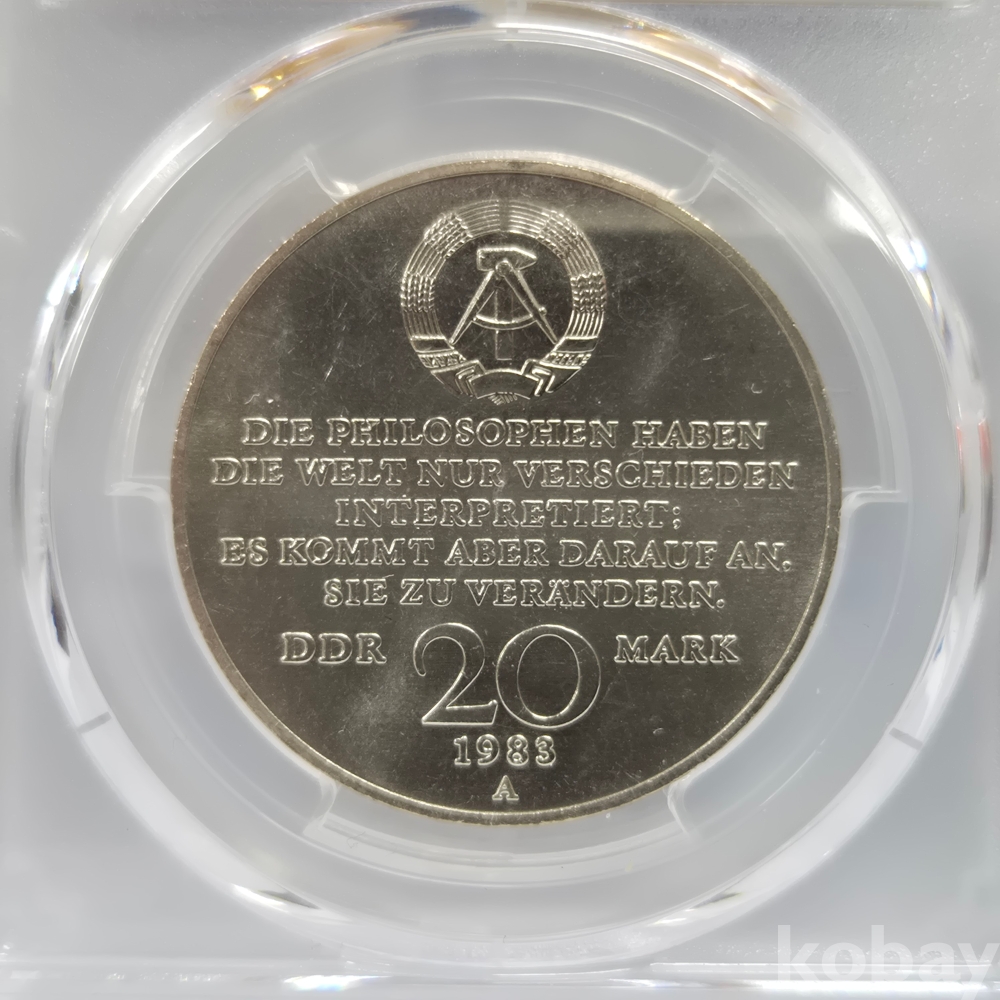 DIE PHILOSOPHEN HABEN
DIE WELT NUR VERSCHIEDEN
INTERPRETIERT;
ES KOMMT ABER DARAUF AN,
SIE ZU VERÄNDERN.
DDR 20 MARK
1983
A
kobay